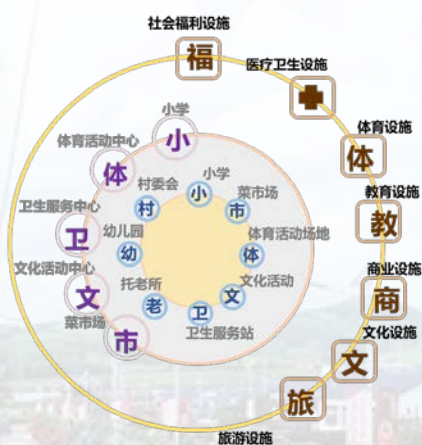 社会福利设施
福
医疗卫生设施
小学
小
体育设施
体
体育活动中心
体
小学
小
村委会
村
菜市场
市
教育设施
教
卫生服务中心
卫
幼儿园
幼
体育活动场地
体
文化活动中心
文
托老所
老
文化活动
文
商业设施
商
菜市场
市
卫
卫生服务站
文化设施
文
旅
旅游设施